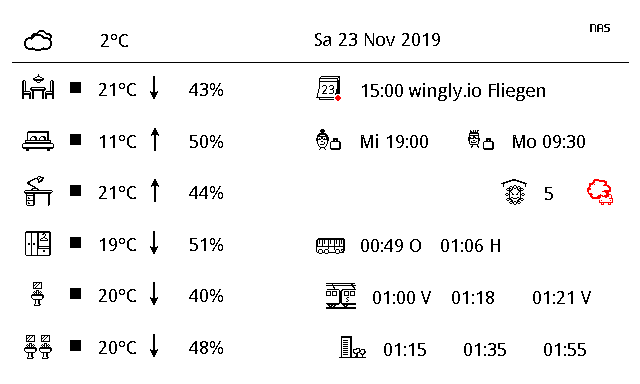 NAS
2°C Sa 23 Nov 2019
21°C 43% 23 15:00 wingly.io Fliegen
11°C 50% Mi 19:00 Mo 09:30
21°C 44% 5
19°C 51% 00:49 O 01:06 H
20°C 40% 01:00 V 01:18 01:21 V
20°C 48% 01:15 01:35 01:55